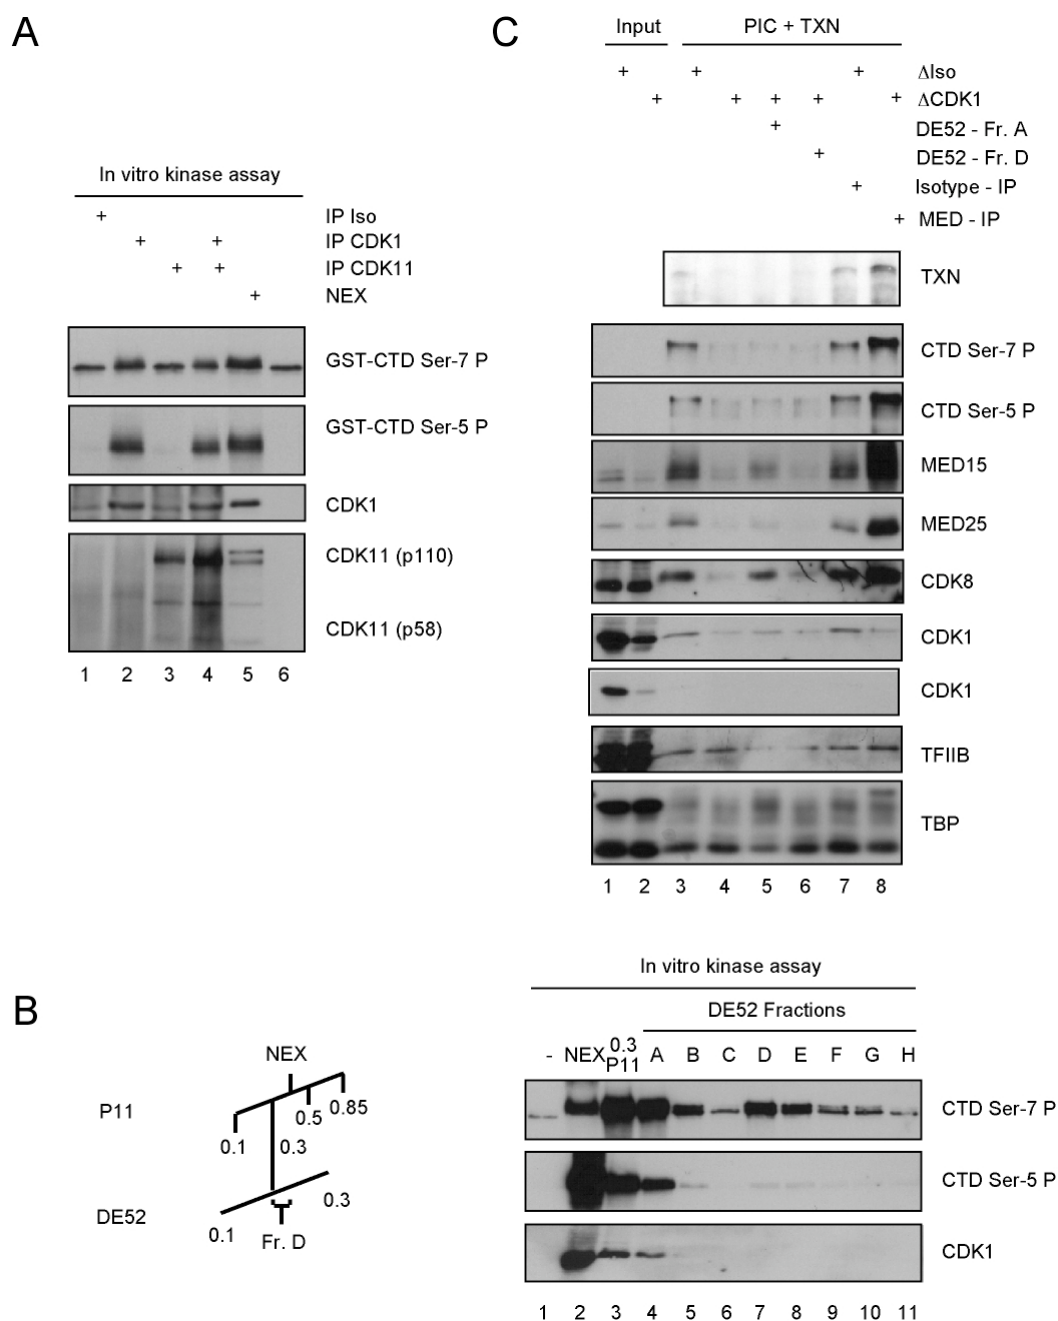 A
In vitro kinase assay
+ IP Iso
+ + IP CDK1
+ + IP CDK11
+ NEX
GST-CTD Ser-7 P
GST-CTD Ser-5 P
CDK1
CDK11 (p110)
CDK11 (p58)
1 2 3 4 5 6
C
Input PIC + TXN
+ + + ΔIso
+ + + + + ΔCDK1
+ DE52 - Fr. A
+ DE52 - Fr. D
+ Isotype - IP
+ MED - IP
TXN
CTD Ser-7 P
CTD Ser-5 P
MED15
MED25
CDK8
CDK1
CDK1
TFIIB
TBP
1 2 3 4 5 6 7 8
B
NEX
P11
0.1 0.3 0.5 0.85
DE52
0.1 0.3
Fr. D
In vitro kinase assay
DE52 Fractions
- NEX 0.3 P11 A B C D E F G H
CTD Ser-7 P
CTD Ser-5 P
CDK1
1 2 3 4 5 6 7 8 9 10 11